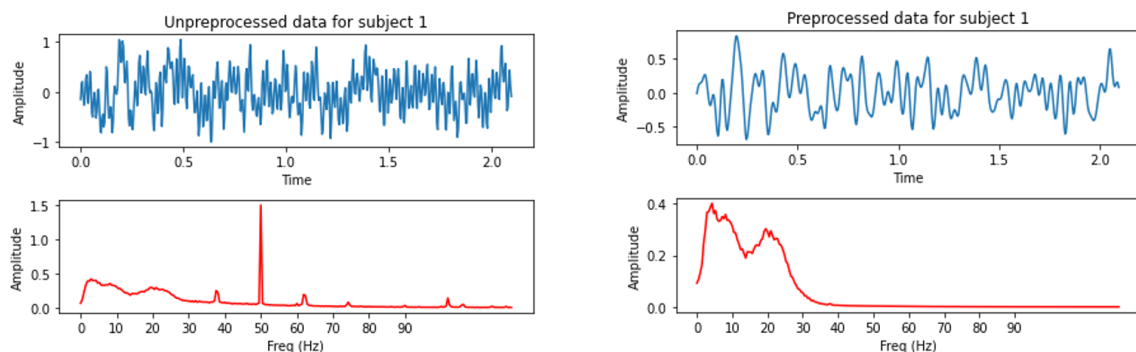 Unpreprocessed data for subject 1
1
0
−1
Amplitude
0.0 0.5 1.0 1.5 2.0
Time
1.5
1.0
0.5
0.0
Amplitude
0 10 20 30 40 50 60 70 80 90
Freq (Hz)
Preprocessed data for subject 1
0.5
0.0
−0.5
Amplitude
0.0 0.5 1.0 1.5 2.0
Time
0.4
0.2
0.0
Amplitude
0 10 20 30 40 50 60 70 80 90
Freq (Hz)